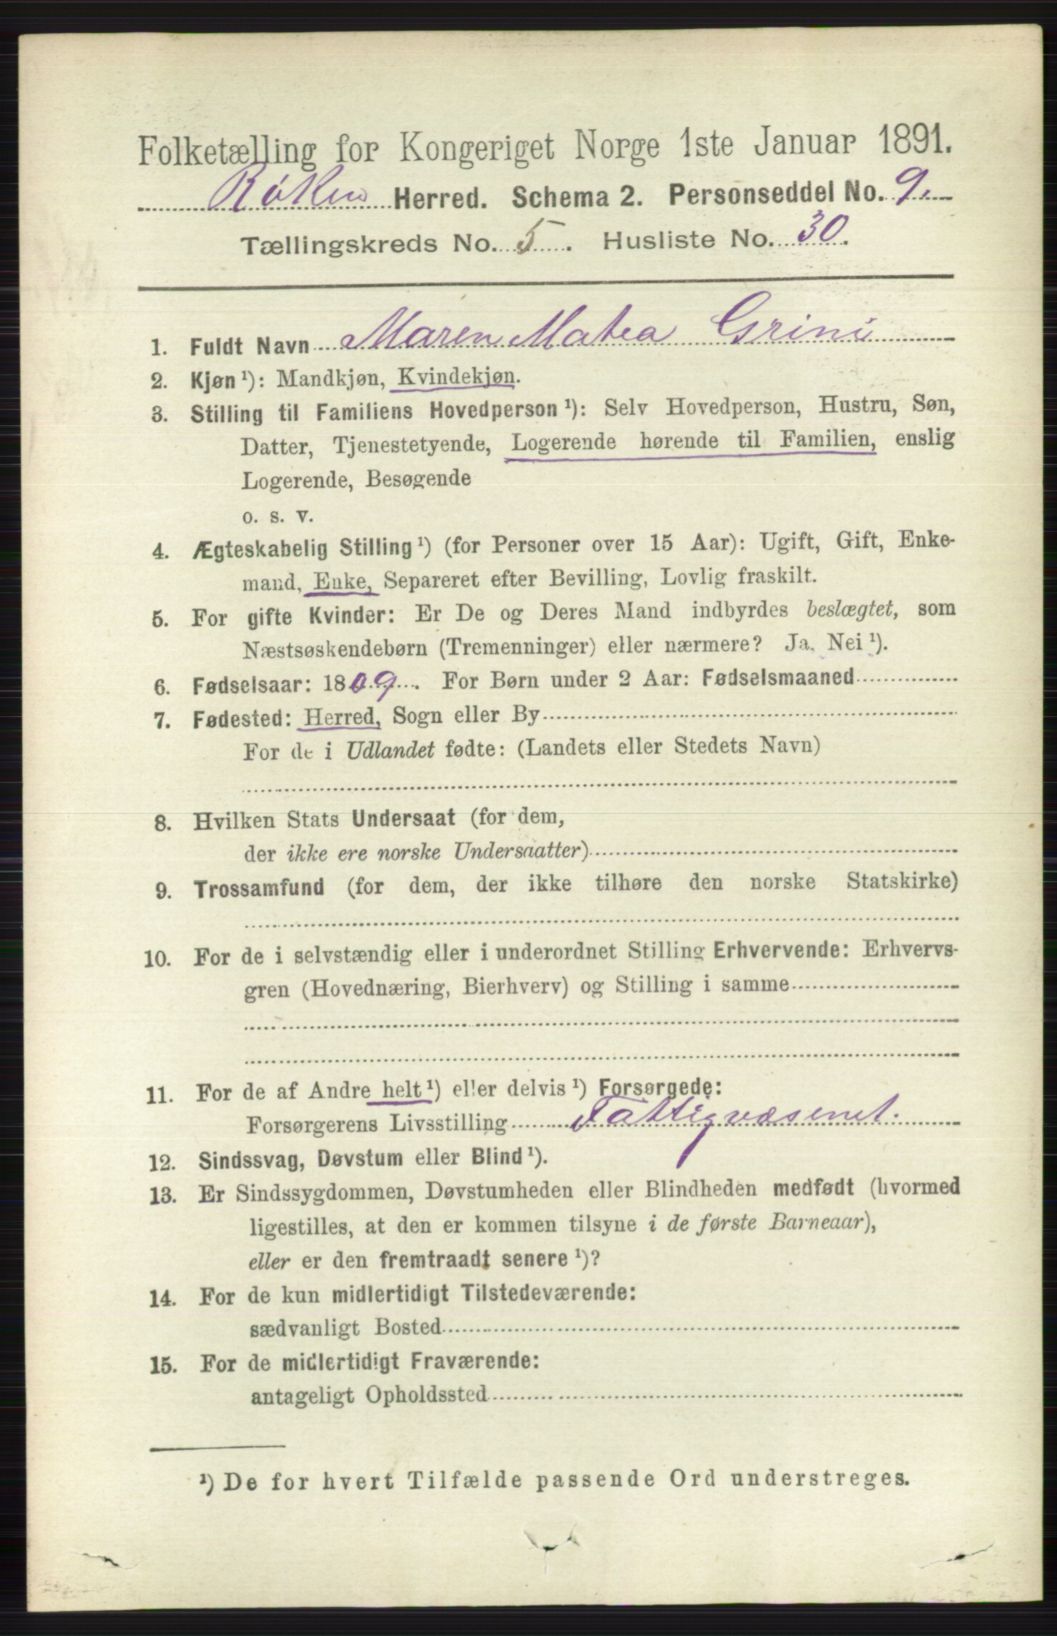 Folketælling for Kongeriget Norge 1ste Januar 1891.
Røken Herred. Schema 2. Personseddel No. 9.
Tællingskreds No. 5. Husliste No. 30.
1. Fuldt Navn Maren Matea Grini
2. Kjøn ¹): Mandkjøn, Kvindekjøn.
3. Stilling til Familiens Hovedperson ¹): Selv Hovedperson, Hustru, Søn,
Datter, Tjenestetyende, Logerende hørende til Familien, enslig
Logerende, Besøgende
o. s. v.
4. Ægteskabelig Stilling ¹) (for Personer over 15 Aar): Ugift, Gift, Enke-
mand, Enke, Separeret efter Bevilling, Lovlig fraskilt.
5. For gifte Kvinder: Er De og Deres Mand indbyrdes beslægtet, som
Næstsøskendebørn (Tremenninger) eller nærmere? Ja. Nei ¹).
6. Fødselsaar: 1809. For Børn under 2 Aar: Fødselsmaaned
7. Fødested: Herred, Sogn eller By
For de i Udlandet fødte: (Landets eller Stedets Navn)
8. Hvilken Stats Undersaat (for dem,
der ikke ere norske Undersaatter)
9. Trossamfund (for dem, der ikke tilhøre den norske Statskirke)
10. For de i selvstændig eller i underordnet Stilling Erhvervende: Erhvervs-
gren (Hovednæring, Bierhverv) og Stilling i samme
11. For de af Andre helt ¹) eller delvis ¹) Forsørgede:
Forsørgerens Livsstilling Fattigvæsenet.
12. Sindssvag, Døvstum eller Blind ¹).
13. Er Sindssygdommen, Døvstumheden eller Blindheden medfødt (hvormed
ligestilles, at den er kommen tilsyne i de første Barneaar),
eller er den fremtraadt senere ¹)?
14. For de kun midlertidigt Tilstedeværende:
sædvanligt Bosted
15. For de midlertidigt Fraværende:
antageligt Opholdssted
¹) De for hvert Tilfælde passende Ord understreges.